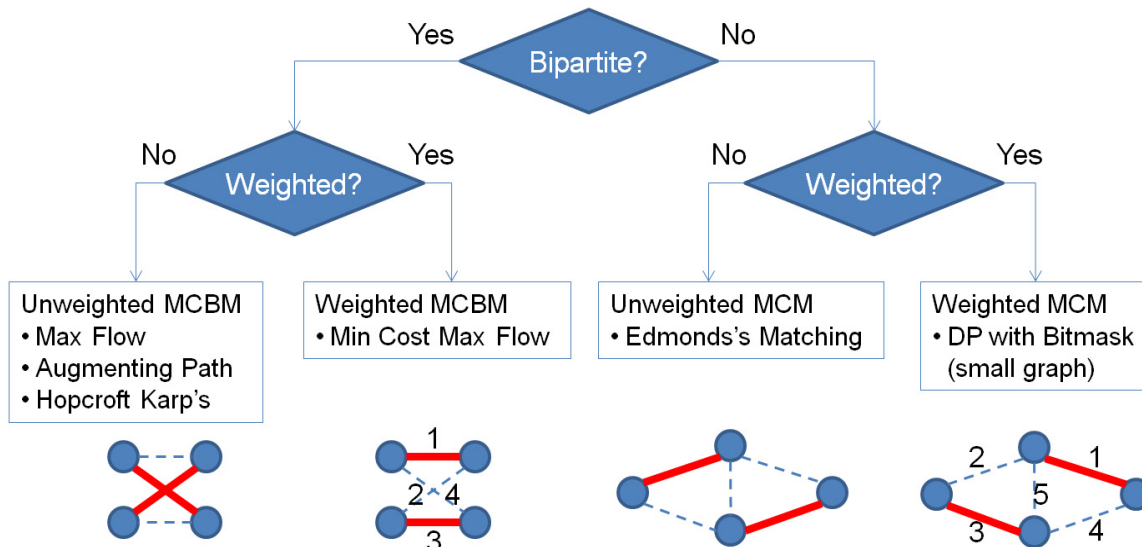 Yes
No
Bipartite?
No
Yes
No
Yes
Weighted?
Weighted?
Unweighted MCBM
• Max Flow
• Augmenting Path
• Hopcroft Karp's
Weighted MCBM
• Min Cost Max Flow
Unweighted MCM
• Edmonds's Matching
Weighted MCM
• DP with Bitmask
(small graph)
1
2 4
3
2 1
5
3 4